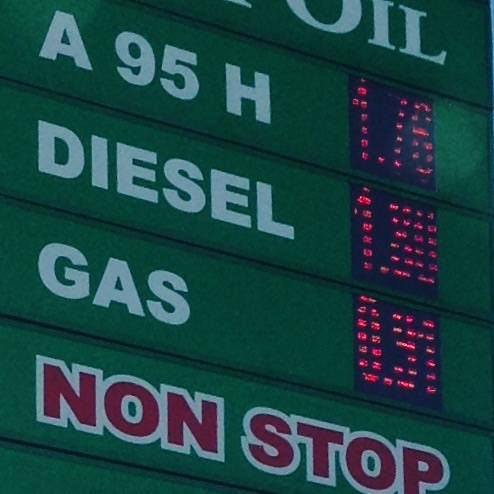 OIL
A 95 H
DIESEL
GAS
NON STOP